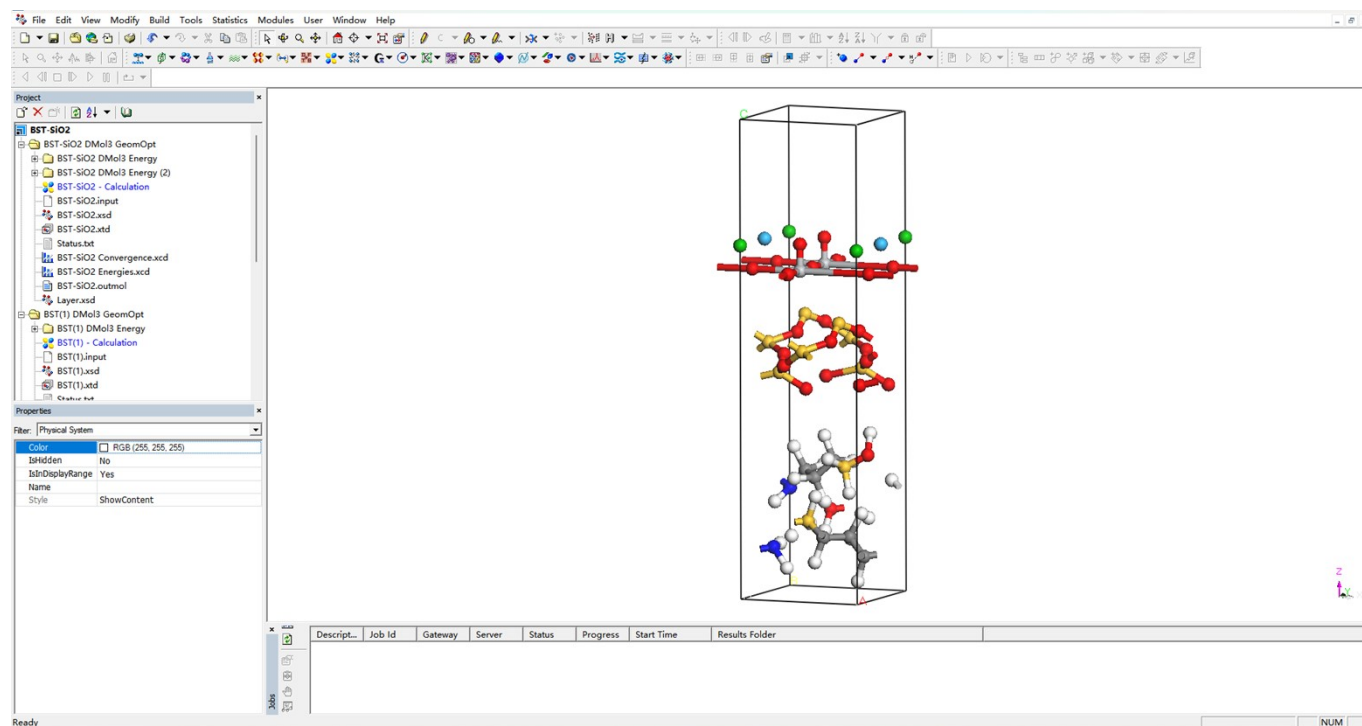 File Edit View Modify Build Tools Statistics Modules User Window Help
Project
BST-SiO2
BST-SiO2 DMol3 GeomOpt
BST-SiO2 DMol3 Energy
BST-SiO2 DMol3 Energy (2)
BST-SiO2 - Calculation
BST-SiO2.input
BST-SiO2.xsd
BST-SiO2.xtd
Status.txt
BST-SiO2 Convergence.xcd
BST-SiO2 Energies.xcd
BST-SiO2.outmol
Layer.xsd
BST(1) DMol3 GeomOpt
BST(1) DMol3 Energy
BST(1) - Calculation
BST(1).input
BST(1).xsd
BST(1).xtd
Status.txt
Properties
Filter: Physical System
Color RGB (255, 255, 255)
IsHidden No
IsInDisplayRange Yes
Name
Style ShowContent
C
B
A
Z
Y
Jobs
Descript... Job Id Gateway Server Status Progress Start Time Results Folder
Ready
NUM